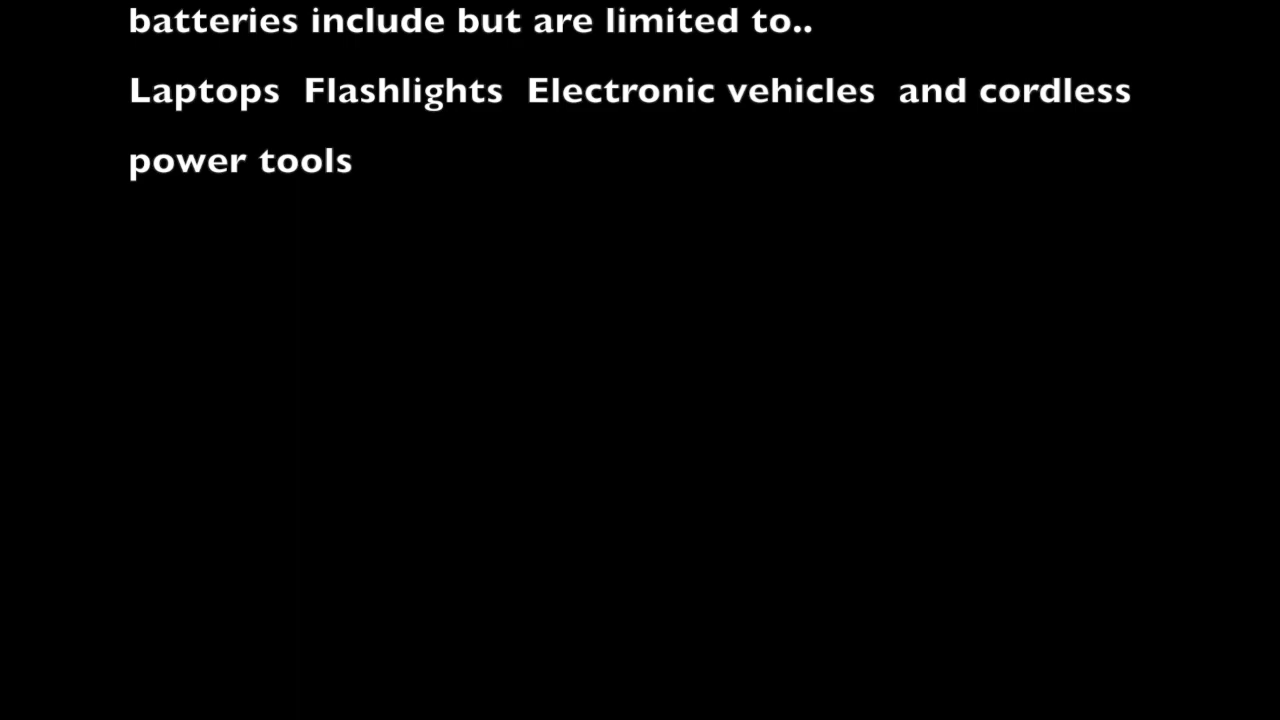 batteries include but are limited to..
Laptops  Flashlights  Electronic vehicles  and cordless
power tools